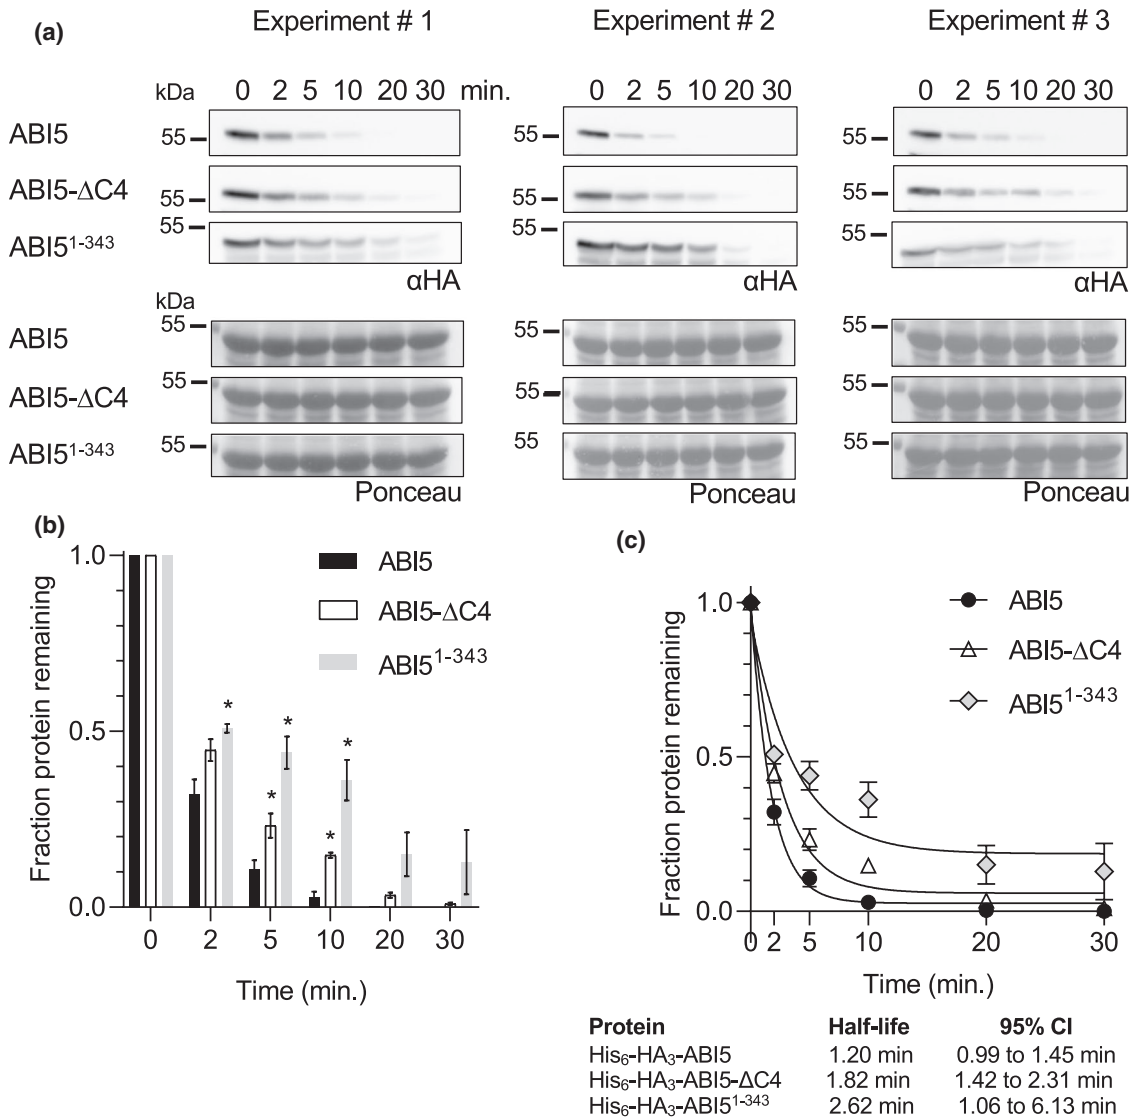 (a)
Experiment # 1 Experiment # 2 Experiment # 3
kDa 0 2 5 10 20 30 min. 0 2 5 10 20 30 0 2 5 10 20 30
ABI5 55 55 55
ABI5-ΔC4 55 55 55
ABI5¹⁻³⁴³ 55 55 55
αHA αHA αHA
kDa
ABI5 55 55 55
ABI5-ΔC4 55 55 55
ABI5¹⁻³⁴³ 55 55 55
Ponceau Ponceau Ponceau
(b)
Fraction protein remaining
1.0
0.5
0.0
ABI5
ABI5-ΔC4
ABI5¹⁻³⁴³
*
* *
* *
0 2 5 10 20 30
Time (min.)
(c)
Fraction protein remaining
1.0
0.5
0.0
ABI5
ABI5-ΔC4
ABI5¹⁻³⁴³
0 2 5 10 20 30
Time (min.)
Protein Half-life 95% CI
His₆-HA₃-ABI5 1.20 min 0.99 to 1.45 min
His₆-HA₃-ABI5-ΔC4 1.82 min 1.42 to 2.31 min
His₆-HA₃-ABI5¹⁻³⁴³ 2.62 min 1.06 to 6.13 min